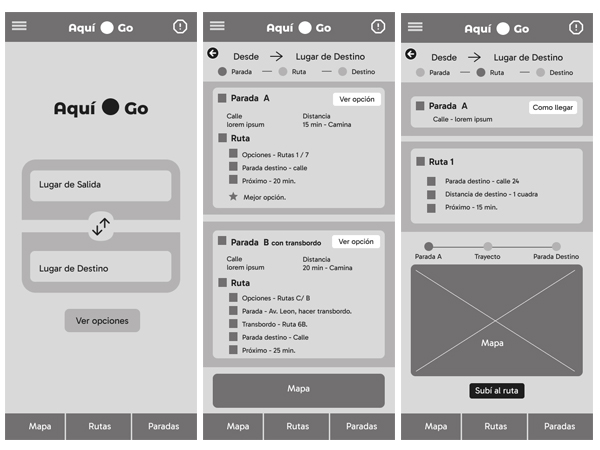 Aquí Go
Aquí Go
Lugar de Salida
Lugar de Destino
Ver opciones
Mapa Rutas Paradas
Aquí Go
Desde → Lugar de Destino
Parada — Ruta — Destino
Parada A Ver opción
Calle Distancia
lorem ipsum 15 min - Camina
Ruta
Opciones - Rutas 1 / 7
Parada destino - calle
Próximo - 20 min.
Mejor opción.
Parada B con transbordo Ver opción
Calle Distancia
lorem ipsum 20 min - Camina
Ruta
Opciones - Rutas C/ B
Parada - Av. Leon, hacer transbordo.
Transbordo - Ruta 6B.
Parada destino - Calle
Próximo - 25 min.
Mapa
Mapa Rutas Paradas
Aquí Go
Desde → Lugar de Destino
Parada — Ruta — Destino
Parada A Como llegar
Calle - lorem ipsum
Ruta 1
Parada destino - calle 24
Distancia de destino - 1 cuadra
Próximo - 15 min.
Parada A Trayecto Parada Destino
Mapa
Subí al ruta
Mapa Rutas Paradas